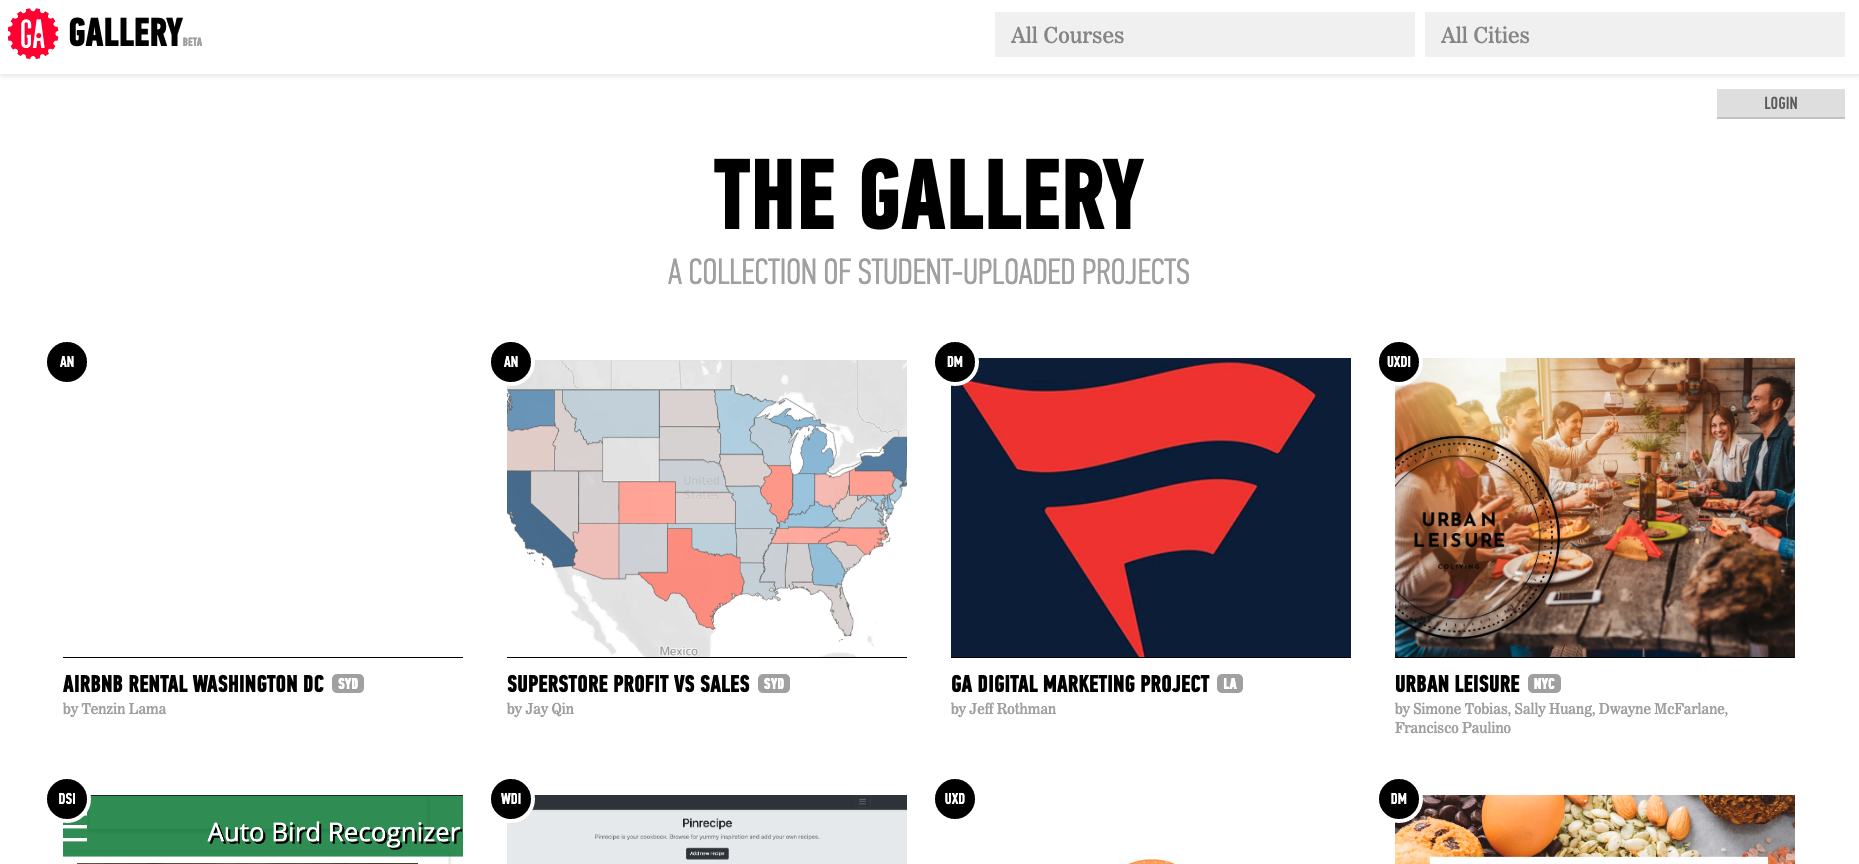 GA GALLERY BETA
All Courses
All Cities
LOGIN
THE GALLERY
A COLLECTION OF STUDENT-UPLOADED PROJECTS
AN
AN
DM
UXDI
United
States
Mexico
URBAN
LEISURE
COLIVING
AIRBNB RENTAL WASHINGTON DC SYD
by Tenzin Lama
SUPERSTORE PROFIT VS SALES SYD
by Jay Qin
GA DIGITAL MARKETING PROJECT LA
by Jeff Rothman
URBAN LEISURE NYC
by Simone Tobias, Sally Huang, Dwayne McFarlane,
Francisco Paulino
DSI
WDI
UXD
DM
Auto Bird Recognizer
Pinrecipe
Pinrecipe is your cookbook. Browse for yummy inspiration and add your own recipes.
Add new recipe